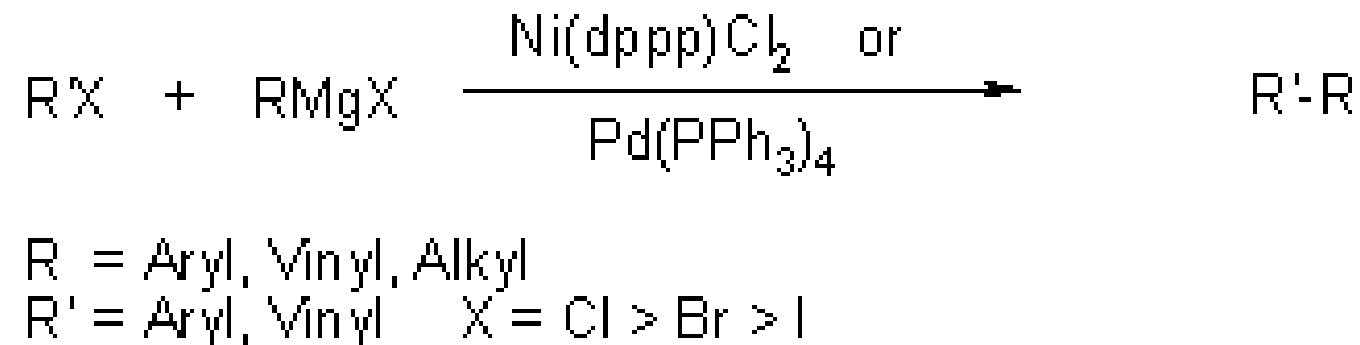 Ni(dppp)Cl₂ or
R'X + RMgX R'-R
Pd(PPh₃)₄
R = Aryl, Vinyl, Alkyl
R' = Aryl, Vinyl X = Cl > Br > I